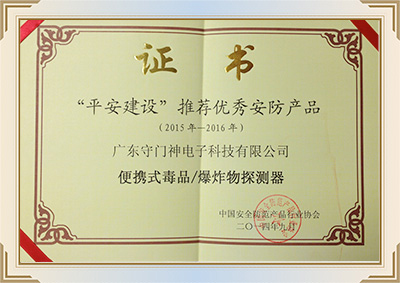 证书
“平安建设”推荐优秀安防产品
（2015年—2016年）
广东守门神电子科技有限公司
便携式毒品/爆炸物探测器
中国安全防范产品行业协会
二〇一四年九月